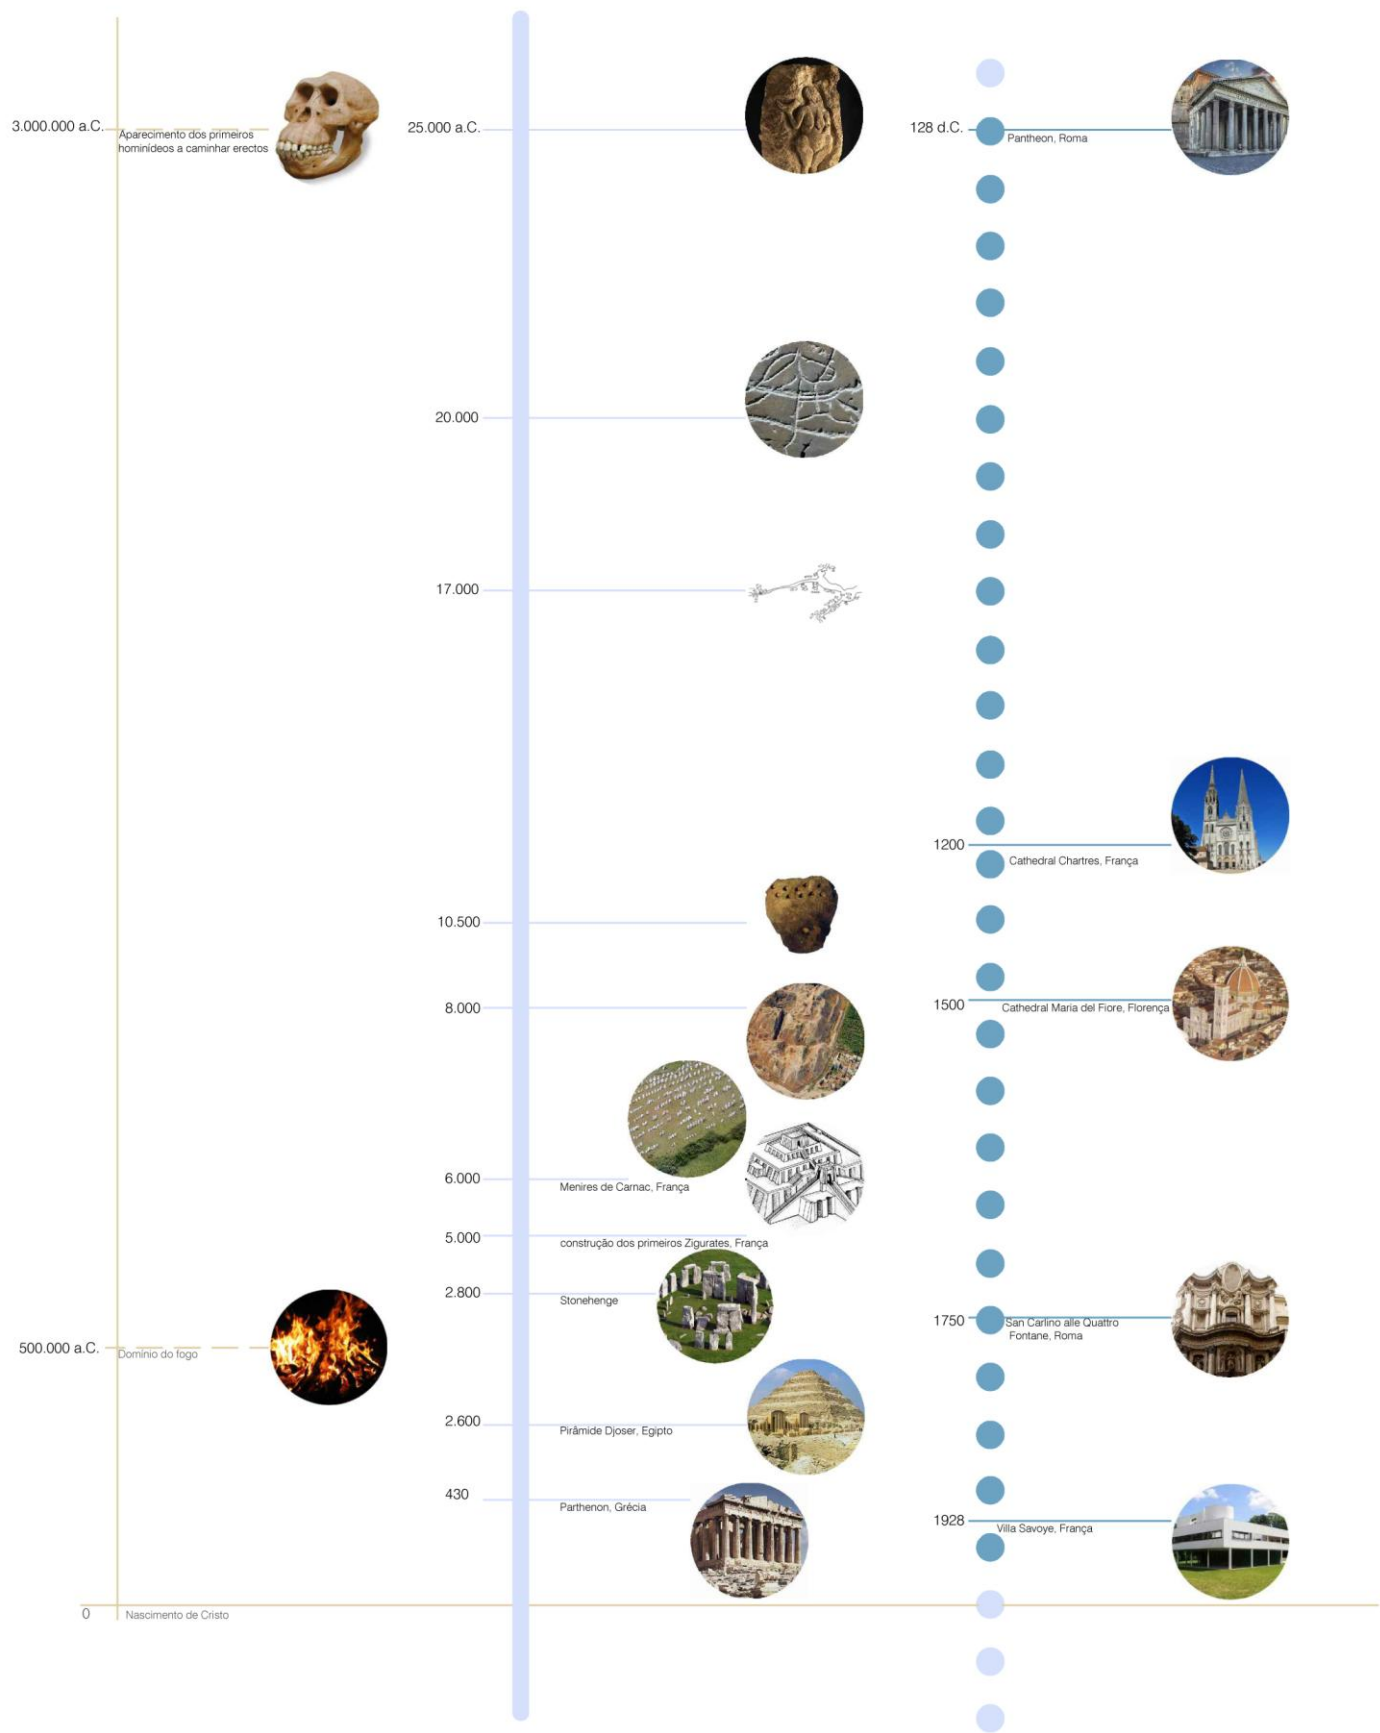 3.000.000 a.C.
Aparecimento dos primeiros
hominídeos a caminhar erectos
500.000 a.C.
Domínio do fogo
0
Nascimento de Cristo
25.000 a.C.
20.000
17.000
10.500
8.000
6.000
Menires de Carnac, França
5.000
construção dos primeiros Zigurates, França
2.800
Stonehenge
2.600
Pirâmide Djoser, Egipto
430
Parthenon, Grécia
128 d.C.
Pantheon, Roma
1200
Cathedral Chartres, França
1500
Cathedral Maria del Fiore, Florença
1750
San Carlino alle Quattro
Fontane, Roma
1928
Villa Savoye, França